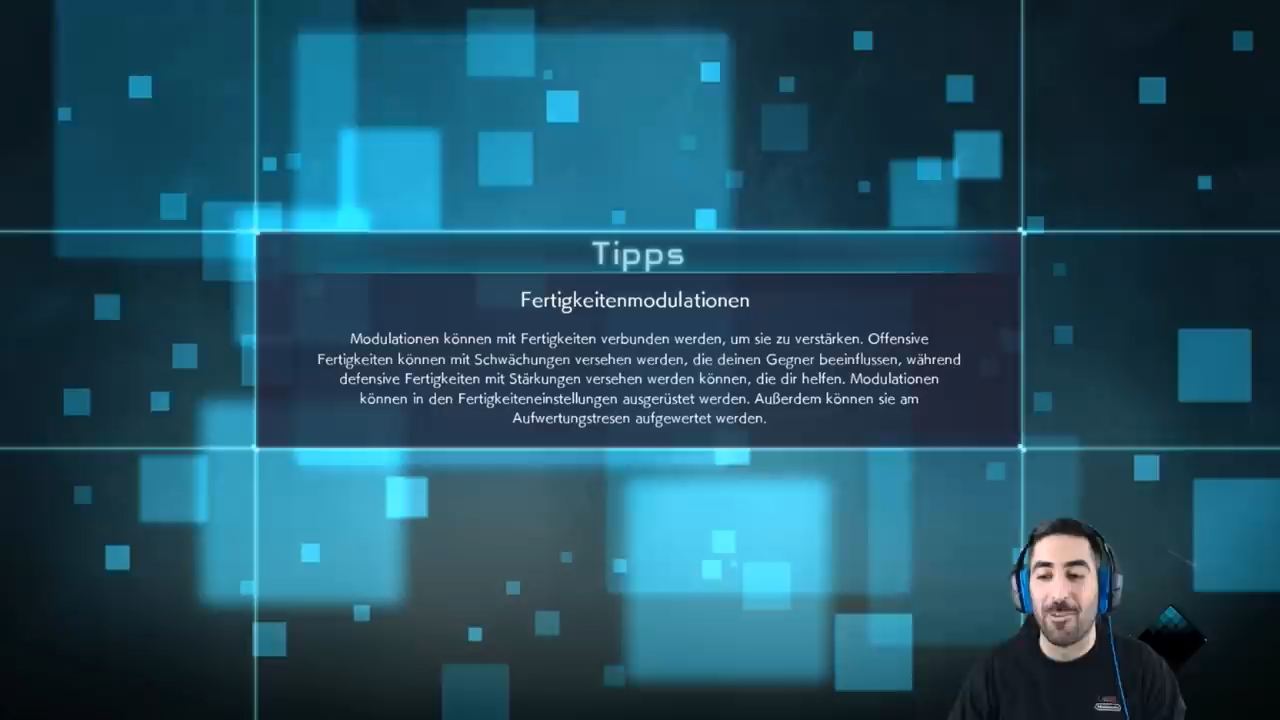 Tipps
Fertigkeitenmodulationen
Modulationen können mit Fertigkeiten verbunden werden, um sie zu verstärken. Offensive
Fertigkeiten können mit Schwächungen versehen werden, die deinen Gegner beeinflussen, während
defensive Fertigkeiten mit Stärkungen versehen werden können, die dir helfen. Modulationen
können in den Fertigkeiteneinstellungen ausgerüstet werden. Außerdem können sie am
Aufwertungstresen aufgewertet werden.